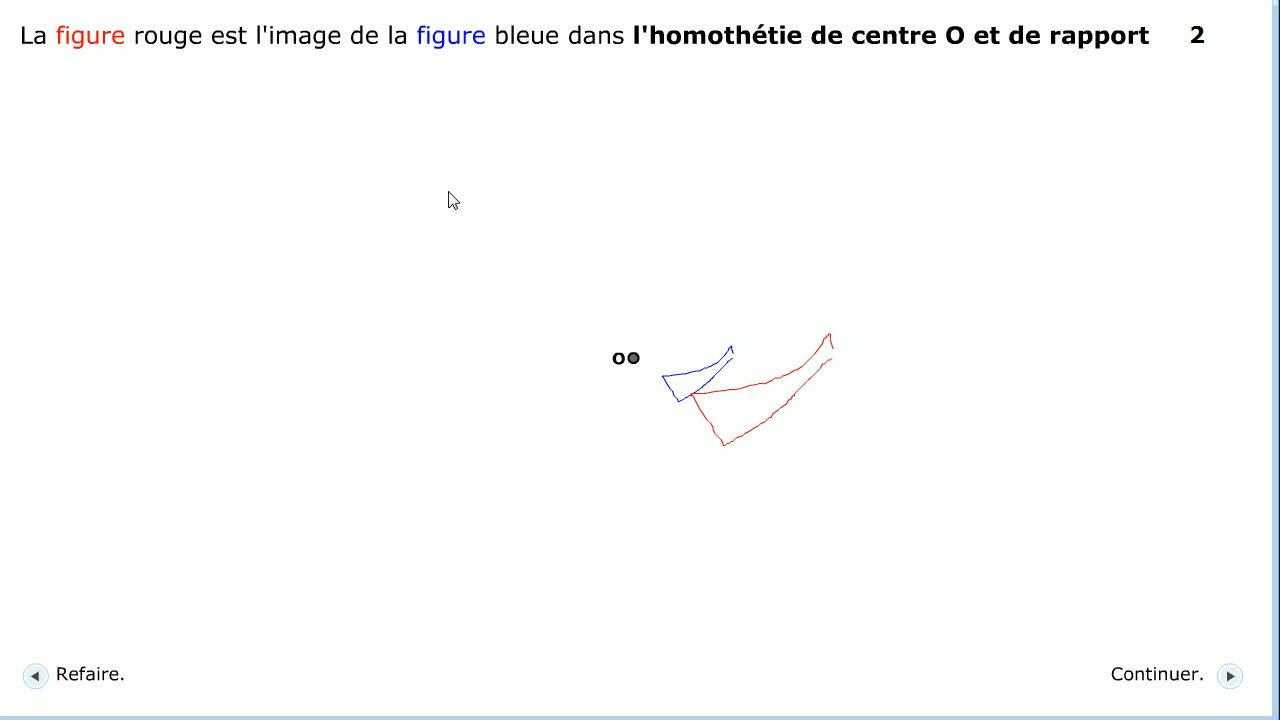 La figure rouge est l'image de la figure bleue dans l'homothétie de centre O et de rapport 2
O
Refaire.
Continuer.